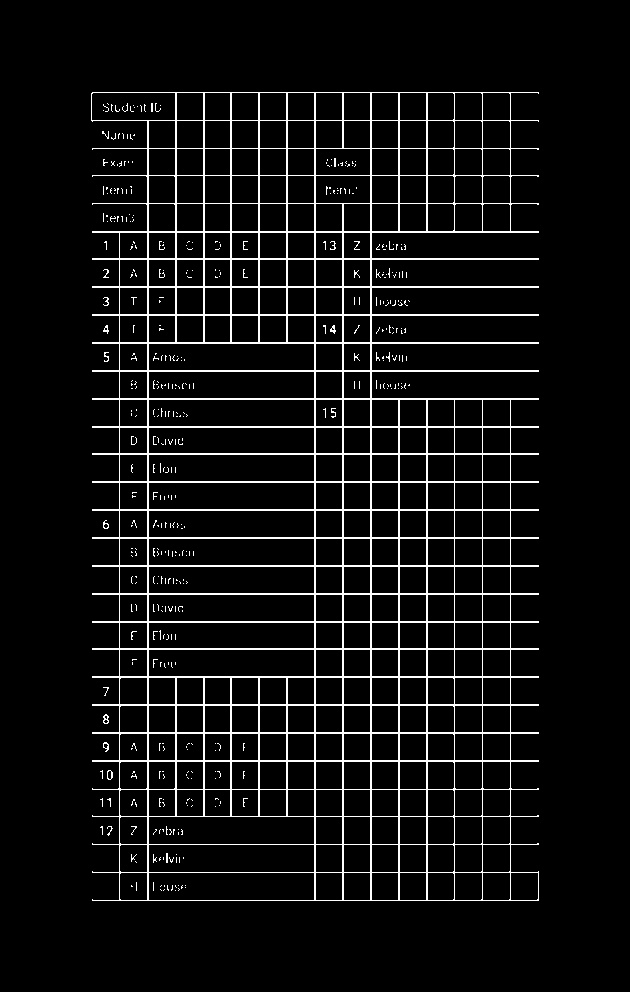 Student ID
Name
Exam Class
Item1 Item2
Item3
1 A B C D E 13 Z zebra
2 A B C D E K kelvin
3 T F H house
4 T F 14 Z zebra
5 A Amos K kelvin
B Benson H house
C Chriss 15
D David
E Elon
F Free
6 A Amos
B Benson
C Chriss
D David
E Elon
F Free
7
8
9 A B C D E
10 A B C D E
11 A B C D E
12 Z zebra
K kelvin
H house